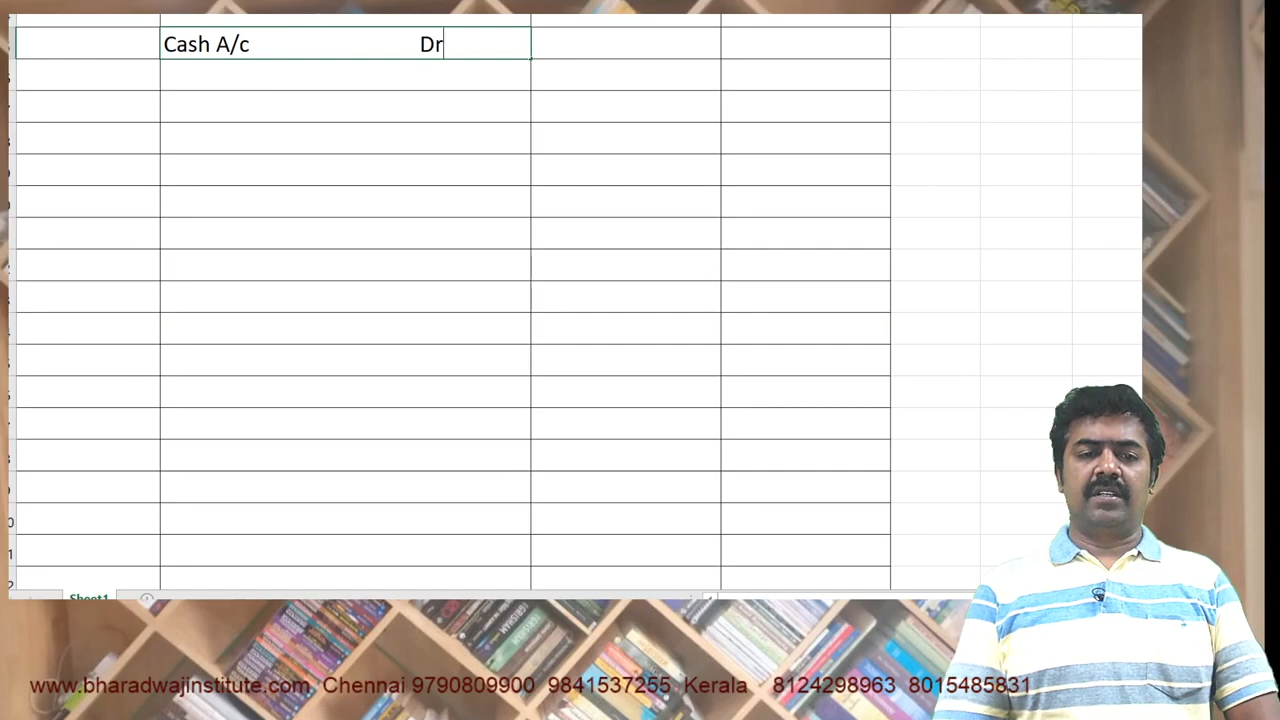 Cash A/c Dr
Sheet1
www.bharadwajinstitute.com Chennai 9790809900 9841537255 Kerala 8124298963 8015485831